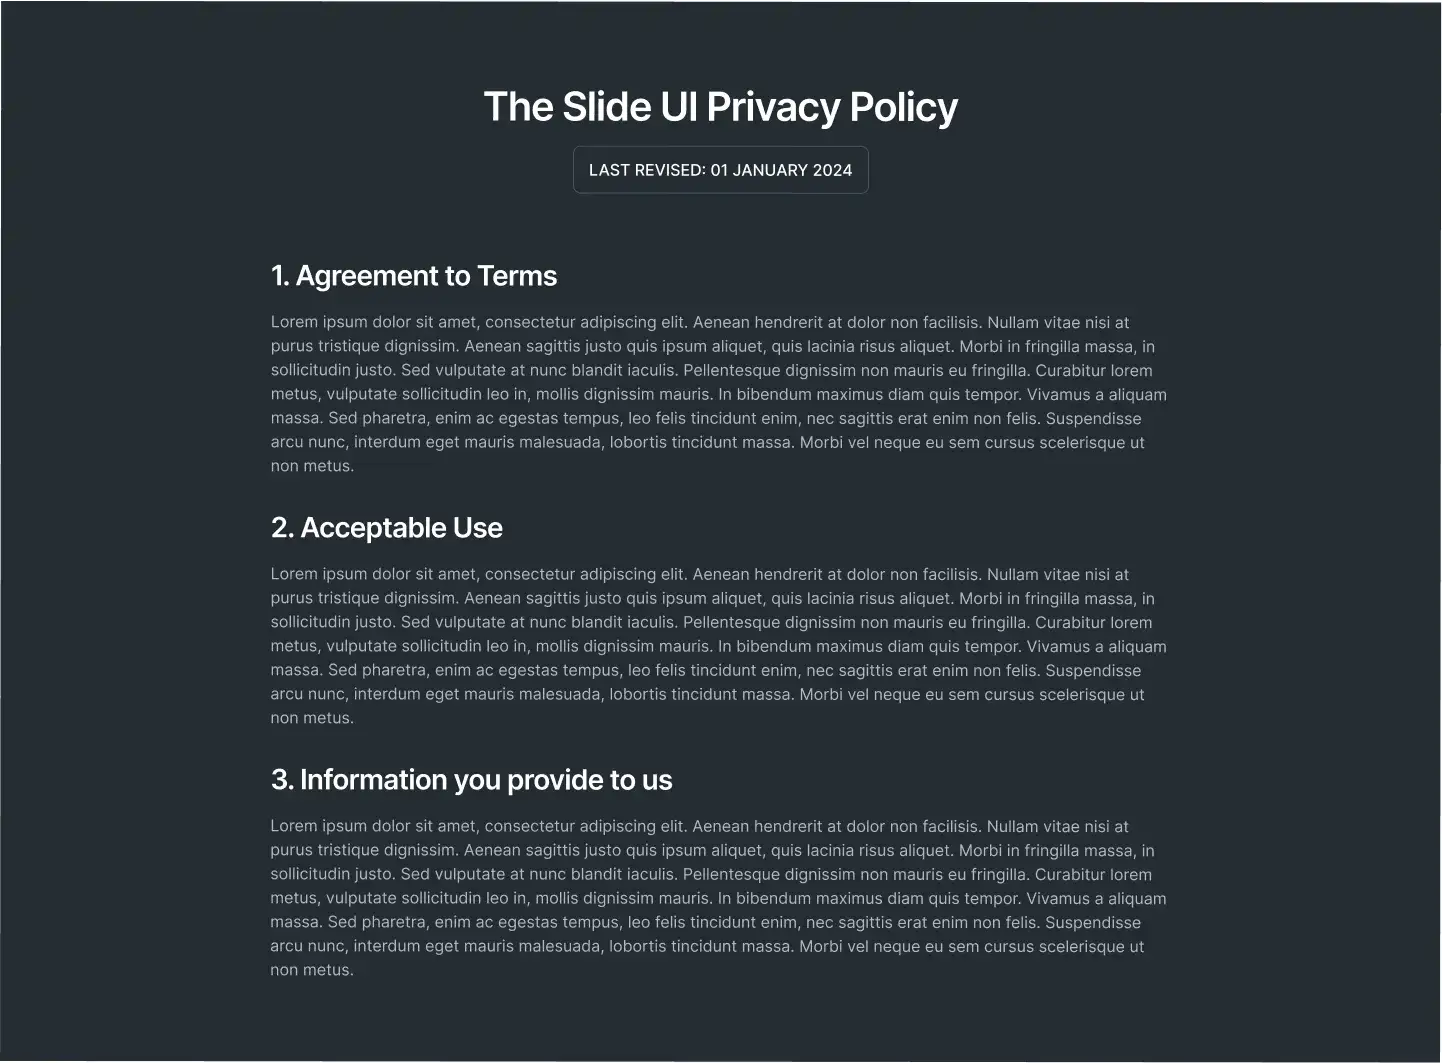 The Slide UI Privacy Policy
LAST REVISED: 01 JANUARY 2024
1. Agreement to Terms
Lorem ipsum dolor sit amet, consectetur adipiscing elit. Aenean hendrerit at dolor non facilisis. Nullam vitae nisi at
purus tristique dignissim. Aenean sagittis justo quis ipsum aliquet, quis lacinia risus aliquet. Morbi in fringilla massa, in
sollicitudin justo. Sed vulputate at nunc blandit iaculis. Pellentesque dignissim non mauris eu fringilla. Curabitur lorem
metus, vulputate sollicitudin leo in, mollis dignissim mauris. In bibendum maximus diam quis tempor. Vivamus a aliquam
massa. Sed pharetra, enim ac egestas tempus, leo felis tincidunt enim, nec sagittis erat enim non felis. Suspendisse
arcu nunc, interdum eget mauris malesuada, lobortis tincidunt massa. Morbi vel neque eu sem cursus scelerisque ut
non metus.
2. Acceptable Use
Lorem ipsum dolor sit amet, consectetur adipiscing elit. Aenean hendrerit at dolor non facilisis. Nullam vitae nisi at
purus tristique dignissim. Aenean sagittis justo quis ipsum aliquet, quis lacinia risus aliquet. Morbi in fringilla massa, in
sollicitudin justo. Sed vulputate at nunc blandit iaculis. Pellentesque dignissim non mauris eu fringilla. Curabitur lorem
metus, vulputate sollicitudin leo in, mollis dignissim mauris. In bibendum maximus diam quis tempor. Vivamus a aliquam
massa. Sed pharetra, enim ac egestas tempus, leo felis tincidunt enim, nec sagittis erat enim non felis. Suspendisse
arcu nunc, interdum eget mauris malesuada, lobortis tincidunt massa. Morbi vel neque eu sem cursus scelerisque ut
non metus.
3. Information you provide to us
Lorem ipsum dolor sit amet, consectetur adipiscing elit. Aenean hendrerit at dolor non facilisis. Nullam vitae nisi at
purus tristique dignissim. Aenean sagittis justo quis ipsum aliquet, quis lacinia risus aliquet. Morbi in fringilla massa, in
sollicitudin justo. Sed vulputate at nunc blandit iaculis. Pellentesque dignissim non mauris eu fringilla. Curabitur lorem
metus, vulputate sollicitudin leo in, mollis dignissim mauris. In bibendum maximus diam quis tempor. Vivamus a aliquam
massa. Sed pharetra, enim ac egestas tempus, leo felis tincidunt enim, nec sagittis erat enim non felis. Suspendisse
arcu nunc, interdum eget mauris malesuada, lobortis tincidunt massa. Morbi vel neque eu sem cursus scelerisque ut
non metus.